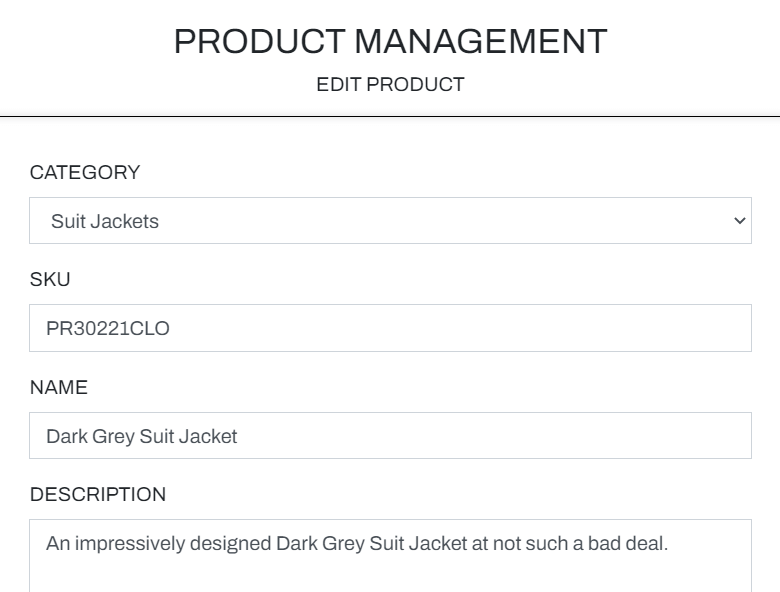 PRODUCT MANAGEMENT
EDIT PRODUCT
CATEGORY
Suit Jackets
SKU
PR30221CLO
NAME
Dark Grey Suit Jacket
DESCRIPTION
An impressively designed Dark Grey Suit Jacket at not such a bad deal.